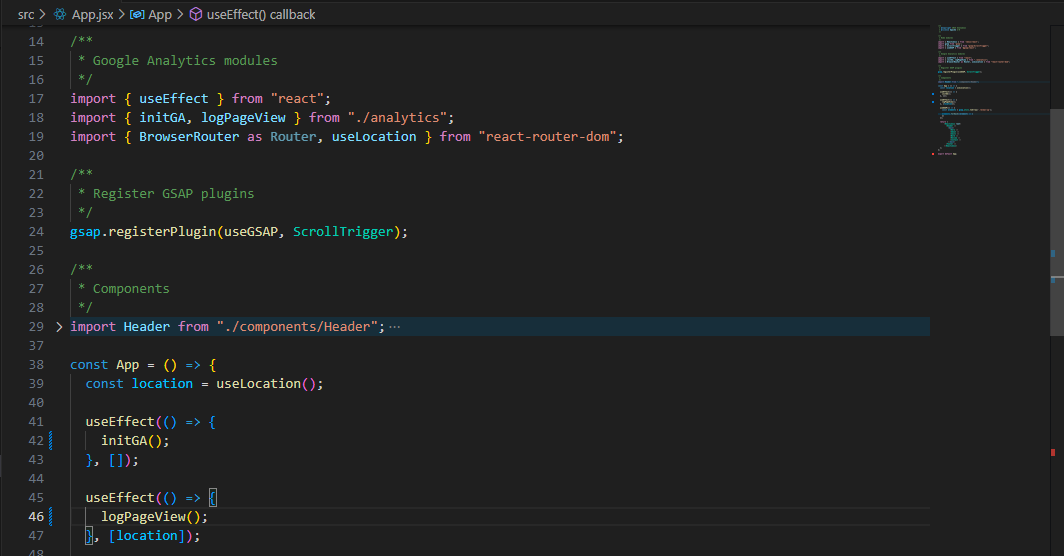 src > App.jsx > App > useEffect() callback
14 /**
15 * Google Analytics modules
16 */
17 import { useEffect } from "react";
18 import { initGA, logPageView } from "./analytics";
19 import { BrowserRouter as Router, useLocation } from "react-router-dom";
20
21 /**
22 * Register GSAP plugins
23 */
24 gsap.registerPlugin(useGSAP, ScrollTrigger);
25
26 /**
27 * Components
28 */
29 > import Header from "./components/Header"; ···
37
38 const App = () => {
39 const location = useLocation();
40
41 useEffect(() => {
42 initGA();
43 }, []);
44
45 useEffect(() => {
46 logPageView();
47 }, [location]);
48